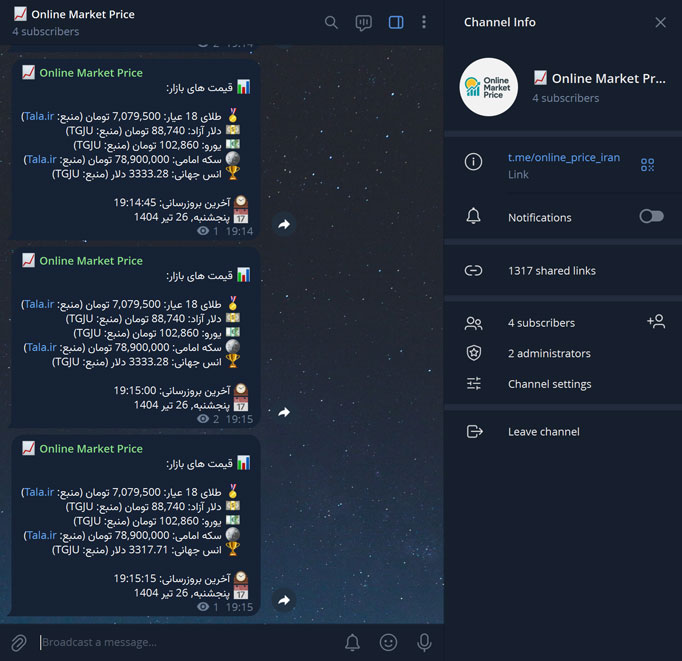 Online Market Price
4 subscribers
2 19:14
Online Market Price
قیمت های بازار:
طلای 18 عیار: 7,079,500 تومان (منبع: Tala.ir)
دلار آزاد: 88,740 تومان (منبع: TGJU)
یورو: 102,860 تومان (منبع: TGJU)
سکه امامی: 78,900,000 تومان (منبع: Tala.ir)
انس جهانی: 3333.28 دلار (منبع: TGJU)
آخرین بروزرسانی: 19:14:45
پنجشنبه, 26 تیر 1404
1 19:14
Online Market Price
قیمت های بازار:
طلای 18 عیار: 7,079,500 تومان (منبع: Tala.ir)
دلار آزاد: 88,740 تومان (منبع: TGJU)
یورو: 102,860 تومان (منبع: TGJU)
سکه امامی: 78,900,000 تومان (منبع: Tala.ir)
انس جهانی: 3333.28 دلار (منبع: TGJU)
آخرین بروزرسانی: 19:15:00
پنجشنبه, 26 تیر 1404
2 19:15
Online Market Price
قیمت های بازار:
طلای 18 عیار: 7,079,500 تومان (منبع: Tala.ir)
دلار آزاد: 88,740 تومان (منبع: TGJU)
یورو: 102,860 تومان (منبع: TGJU)
سکه امامی: 78,900,000 تومان (منبع: Tala.ir)
انس جهانی: 3317.71 دلار (منبع: TGJU)
آخرین بروزرسانی: 19:15:15
پنجشنبه, 26 تیر 1404
1 19:15
Broadcast a message...
Channel Info
Online
Market
Price
Online Market Pr...
4 subscribers
t.me/online_price_iran
Link
Notifications
1317 shared links
4 subscribers
2 administrators
Channel settings
Leave channel